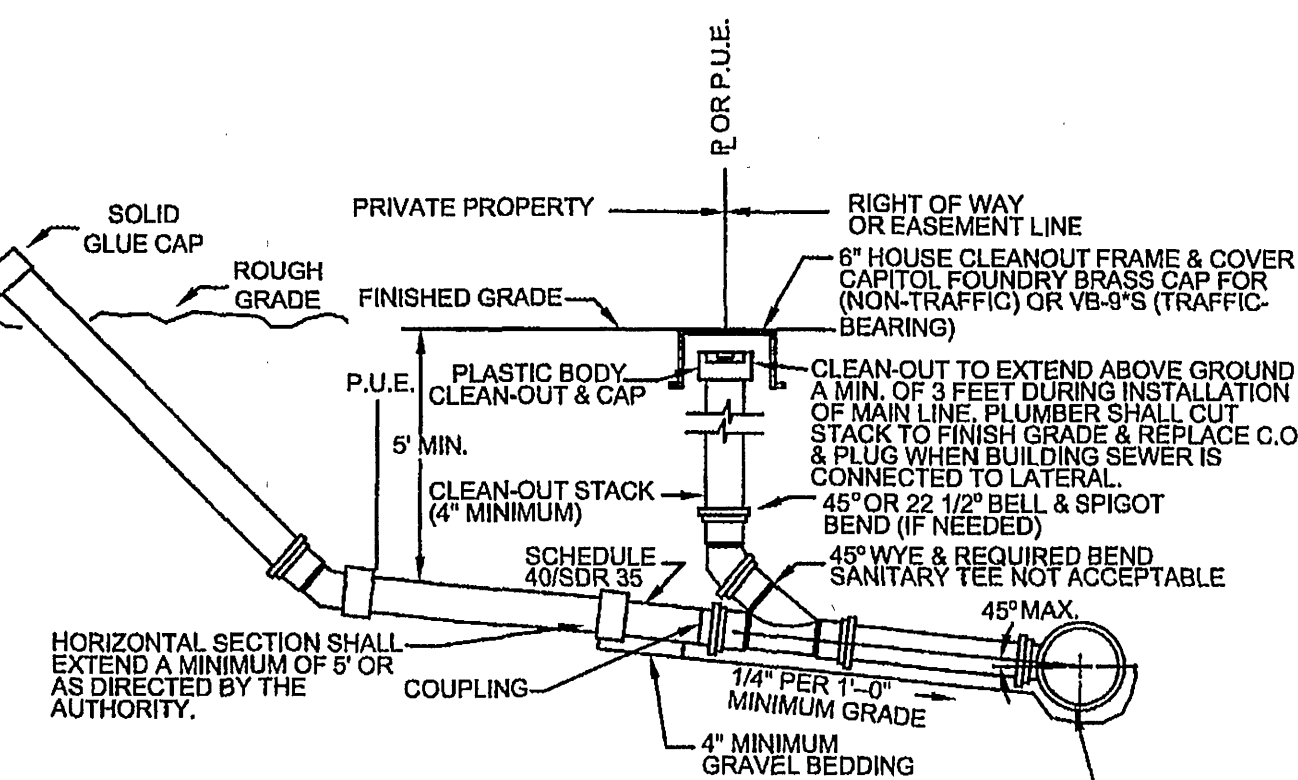 ℄ OR P.U.E.
SOLID
GLUE CAP
PRIVATE PROPERTY
RIGHT OF WAY
OR EASEMENT LINE
ROUGH
GRADE
FINISHED GRADE
6" HOUSE CLEANOUT FRAME & COVER
CAPITOL FOUNDRY BRASS CAP FOR
(NON-TRAFFIC) OR VB-9*S (TRAFFIC-
BEARING)
P.U.E.
PLASTIC BODY
CLEAN-OUT & CAP
CLEAN-OUT TO EXTEND ABOVE GROUND
A MIN. OF 3 FEET DURING INSTALLATION
OF MAIN LINE. PLUMBER SHALL CUT
STACK TO FINISH GRADE & REPLACE C.O
& PLUG WHEN BUILDING SEWER IS
CONNECTED TO LATERAL.
5' MIN.
CLEAN-OUT STACK
(4" MINIMUM)
45° OR 22 1/2° BELL & SPIGOT
BEND (IF NEEDED)
SCHEDULE
40/SDR 35
45° WYE & REQUIRED BEND
SANITARY TEE NOT ACCEPTABLE
45° MAX.
HORIZONTAL SECTION SHALL
EXTEND A MINIMUM OF 5' OR
AS DIRECTED BY THE
AUTHORITY.
COUPLING
1/4" PER 1'-0"
MINIMUM GRADE
4" MINIMUM
GRAVEL BEDDING